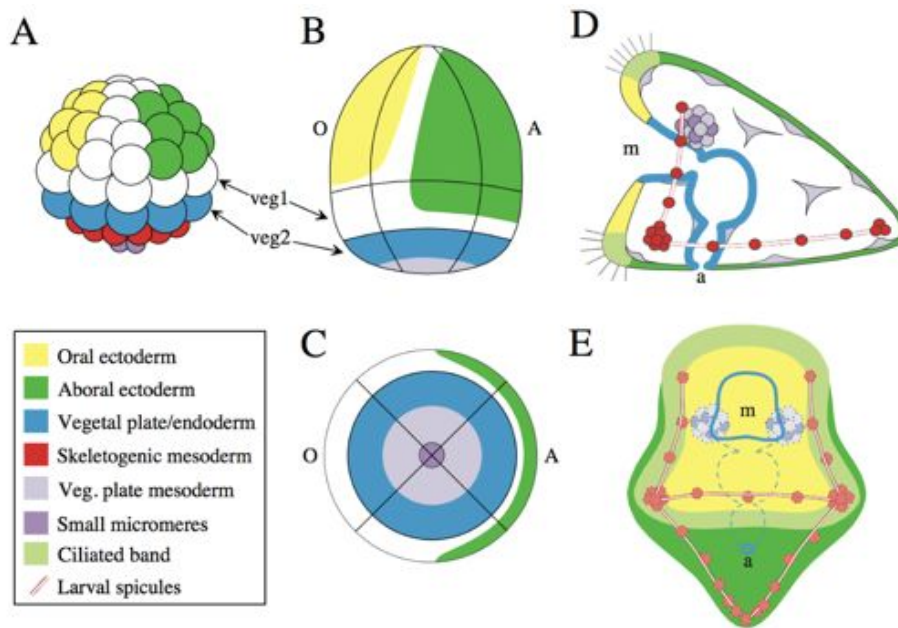 A
B
D
O
A
m
veg1
veg2
a
Oral ectoderm
Aboral ectoderm
Vegetal plate/endoderm
Skeletogenic mesoderm
Veg. plate mesoderm
Small micromeres
Ciliated band
Larval spicules
C
O
A
E
m
a